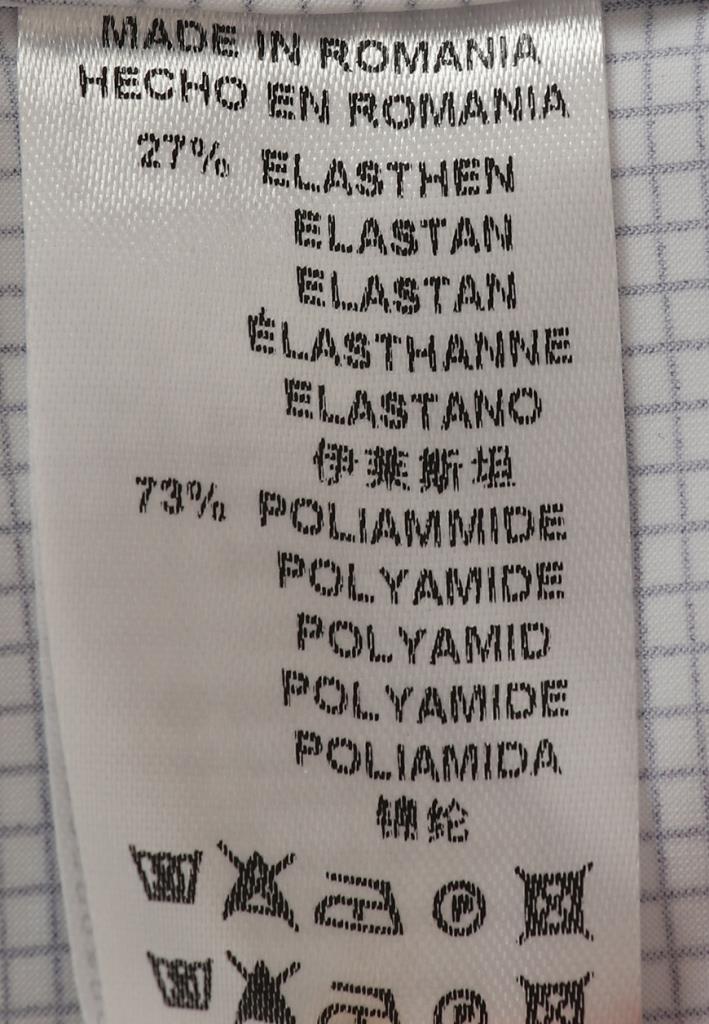 MADE IN ROMANIA
HECHO EN ROMANIA
27% ELASTHEN
ELASTAN
ELASTAN
ÉLASTHANNE
ELASTANO
伊莱斯坦
73% POLIAMMIDE
POLYAMIDE
POLYAMID
POLYAMIDE
POLIAMIDA
锦纶